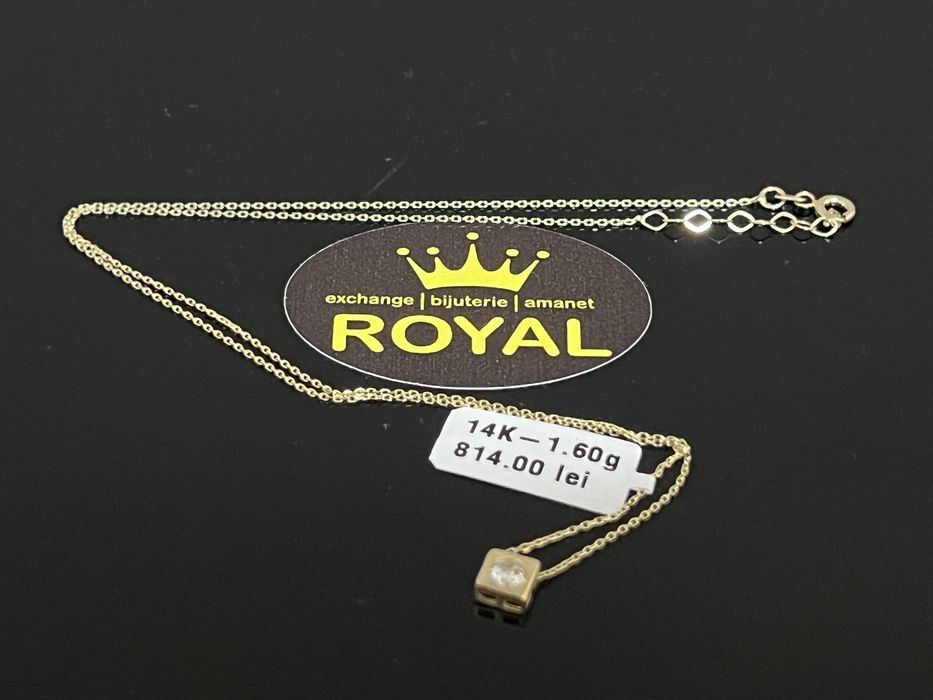 exchange | bijuterie | amanet
ROYAL
14K—1.60g
814.00 lei